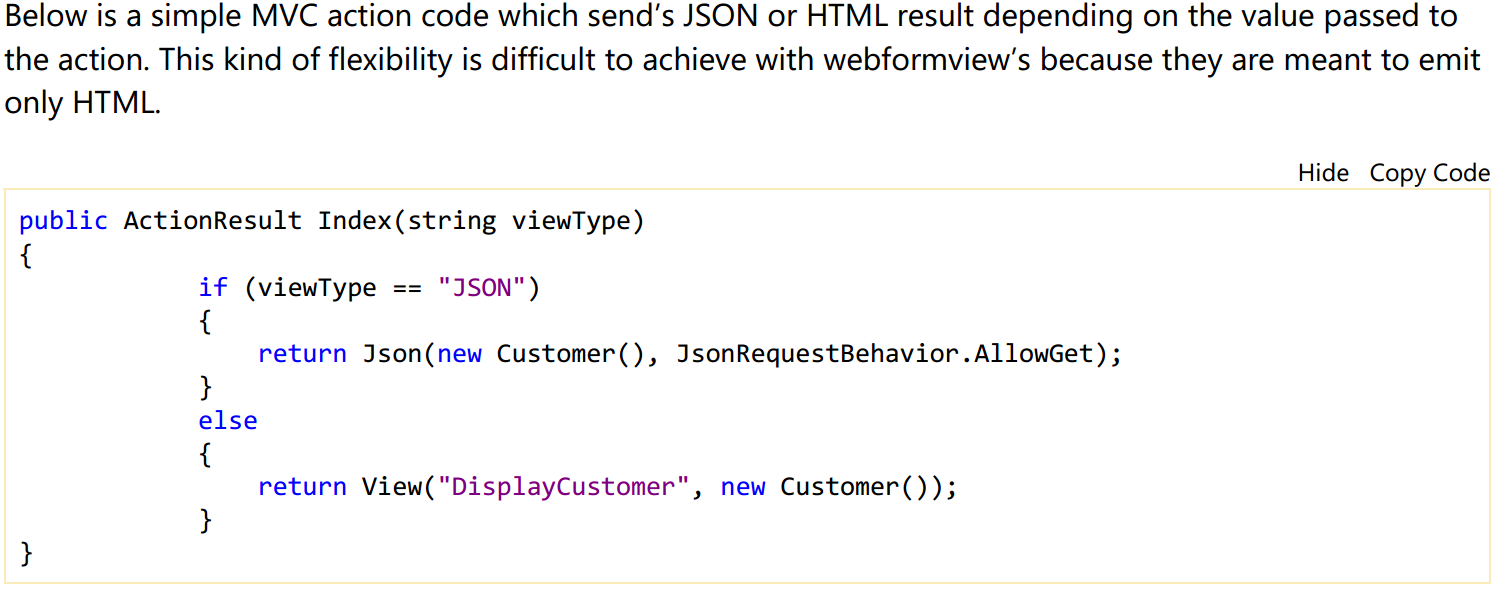 Below is a simple MVC action code which send’s JSON or HTML result depending on the value passed to
the action. This kind of flexibility is difficult to achieve with webformview’s because they are meant to emit
only HTML.
Hide Copy Code
public ActionResult Index(string viewType)
{
if (viewType == "JSON")
{
return Json(new Customer(), JsonRequestBehavior.AllowGet);
}
else
{
return View("DisplayCustomer", new Customer());
}
}